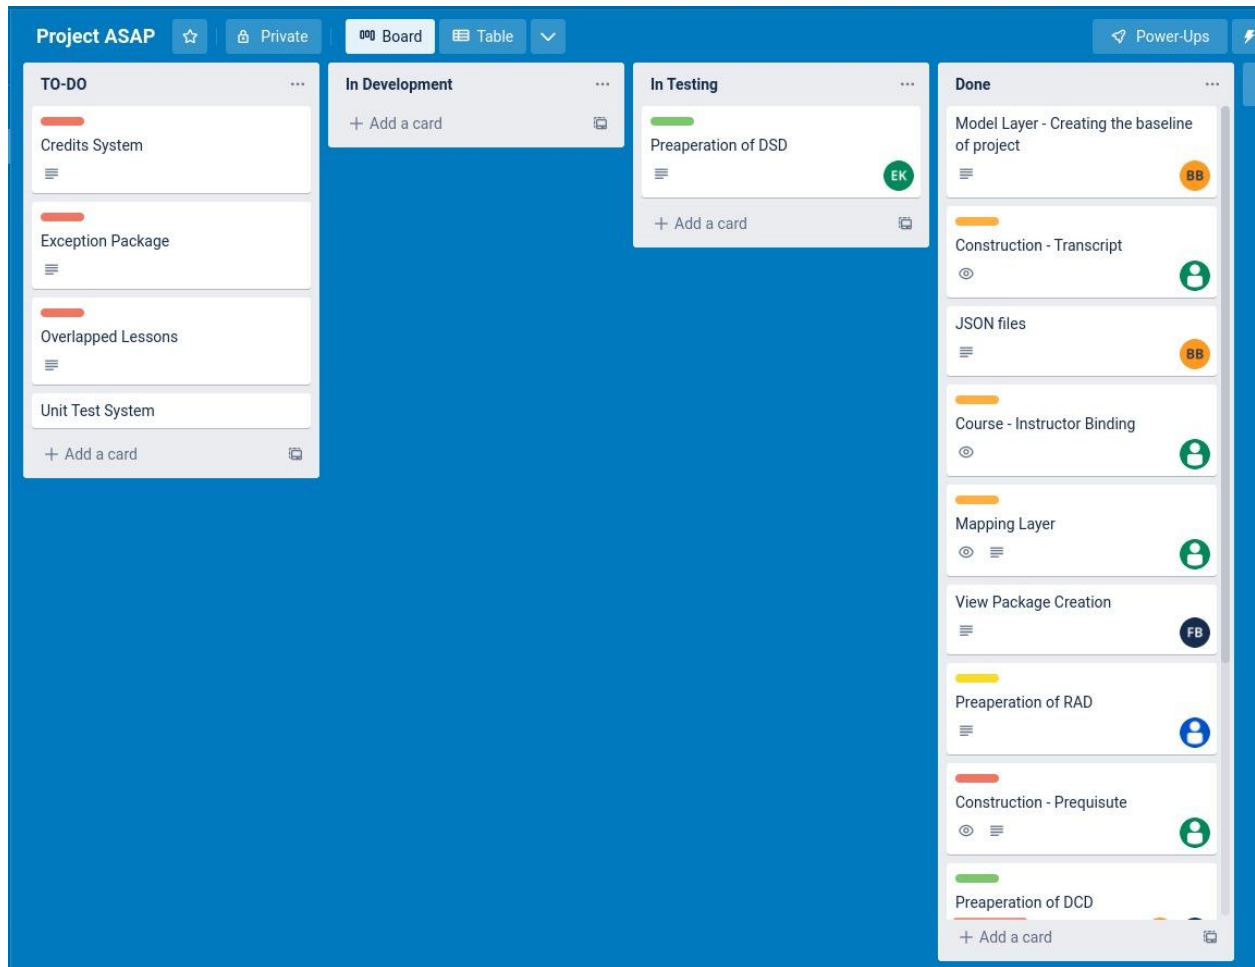 Project ASAP
Private
Board
Table
Power-Ups
TO-DO
Credits System
Exception Package
Overlapped Lessons
Unit Test System
+ Add a card
In Development
+ Add a card
In Testing
Preaperation of DSD
EK
+ Add a card
Done
Model Layer - Creating the baseline
of project
BB
Construction - Transcript
JSON files
BB
Course - Instructor Binding
Mapping Layer
View Package Creation
FB
Preaperation of RAD
Construction - Prequisute
Preaperation of DCD
+ Add a card